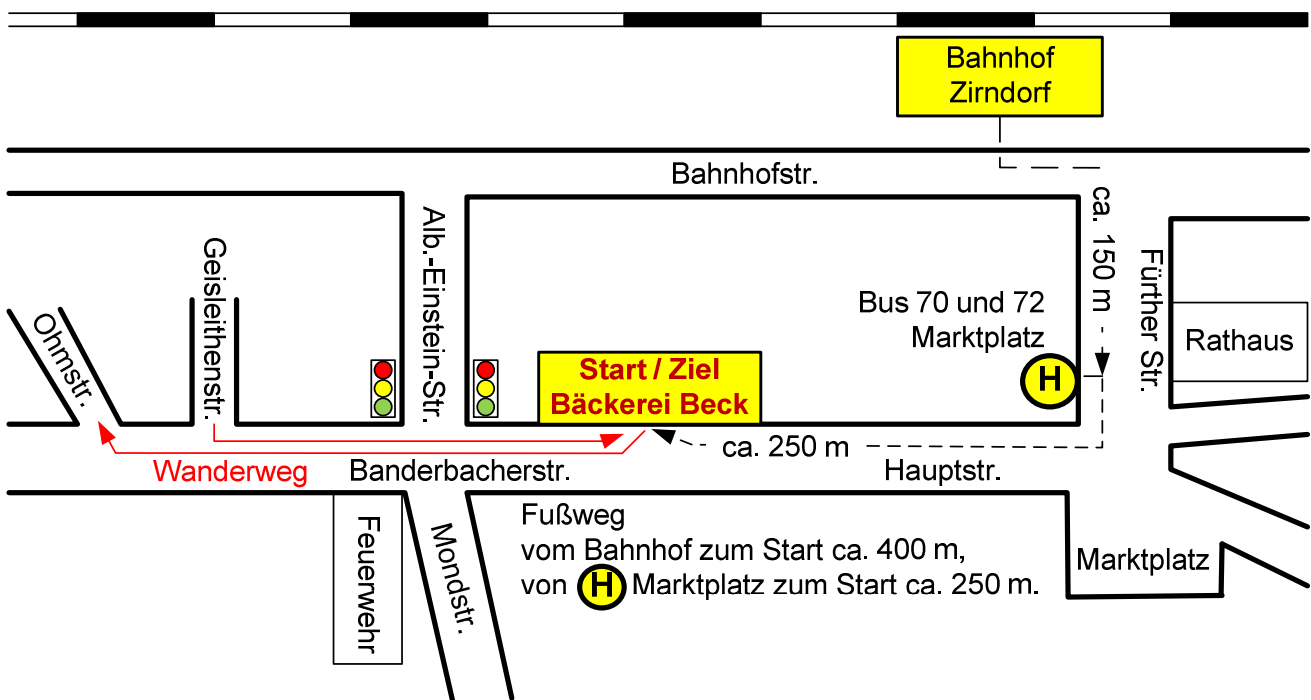 Bahnhof
Zirndorf
Bahnhofstr.
ca. 150 m
Fürther Str.
Alb.-Einstein-Str.
Geisleithenstr.
Ohmstr.
Bus 70 und 72
Marktplatz
H
Rathaus
Start / Ziel
Bäckerei Beck
ca. 250 m
Wanderweg
Banderbacherstr.
Hauptstr.
Feuerwehr
Mondstr.
Fußweg
vom Bahnhof zum Start ca. 400 m,
von H Marktplatz zum Start ca. 250 m.
Marktplatz